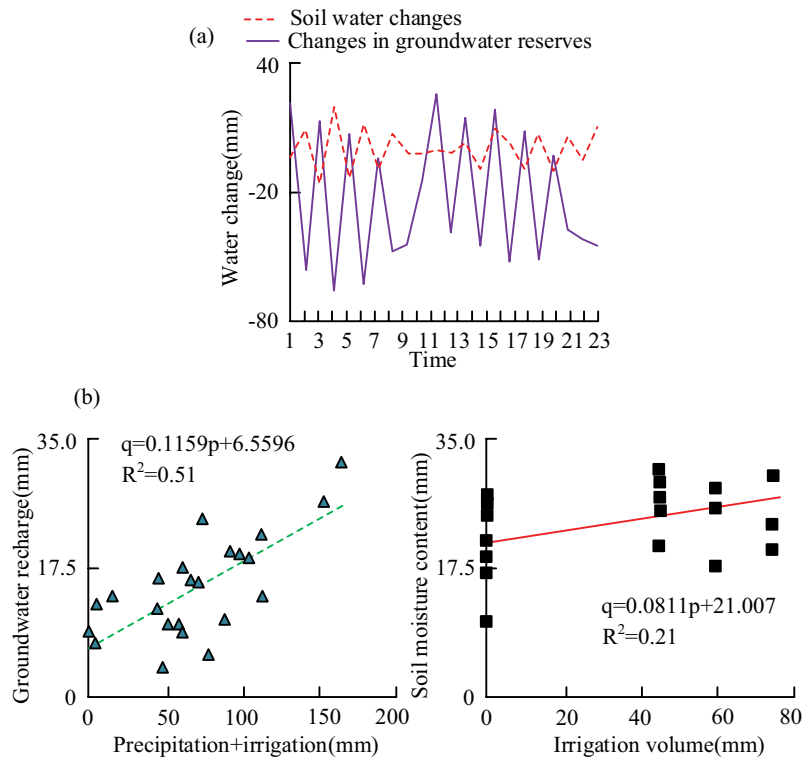 (a)
Soil water changes
Changes in groundwater reserves
Water change(mm)
40
-20
-80
1 3 5 7 9 11 13 15 17 19 21 23
Time
(b)
Groundwater recharge(mm)
35.0
17.5
0
q=0.1159p+6.5596
R²=0.51
0 50 100 150 200
Precipitation+irrigation(mm)
Soil moisture content(mm)
35.0
17.5
0
q=0.0811p+21.007
R²=0.21
0 20 40 60 80
Irrigation volume(mm)